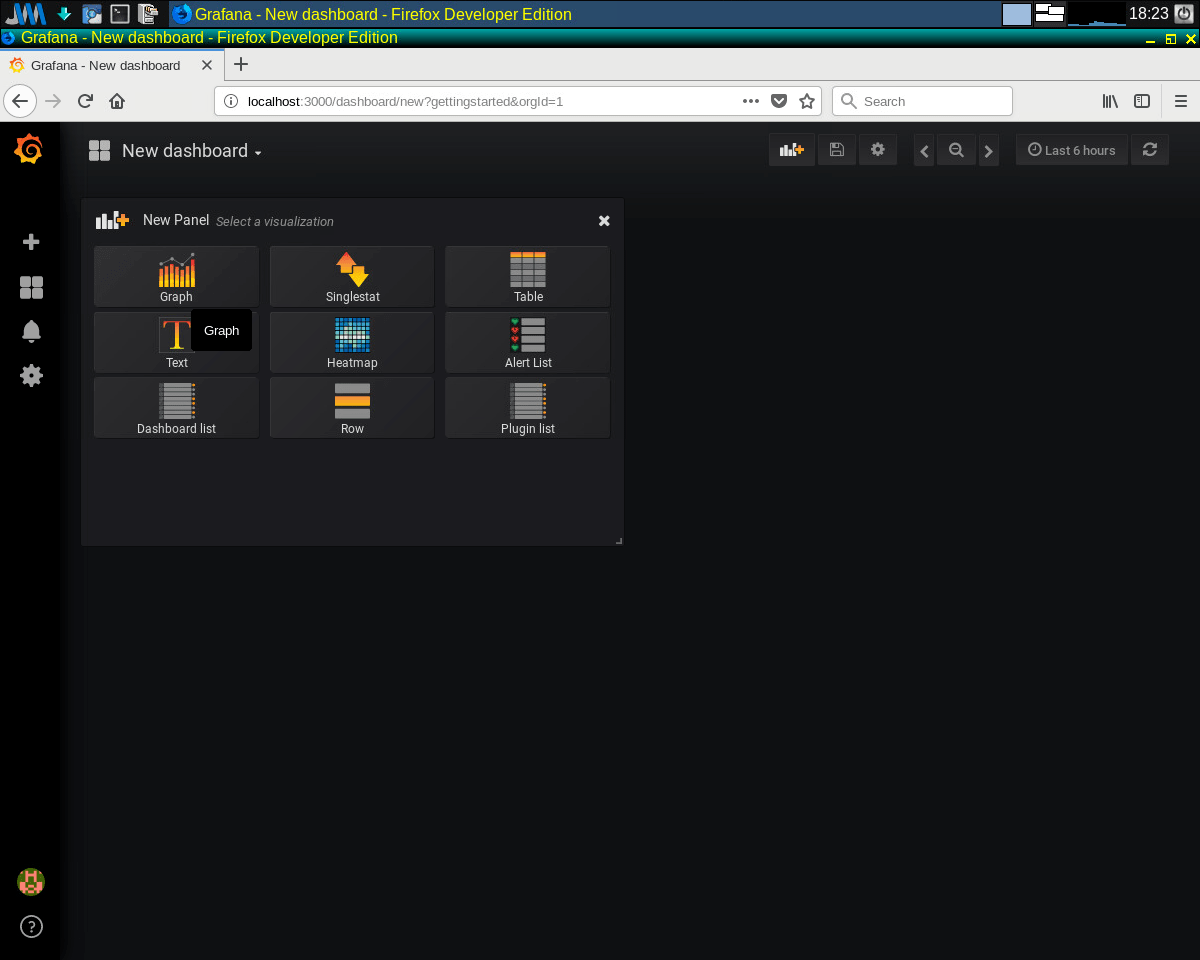 Grafana - New dashboard - Firefox Developer Edition
18:23
Grafana - New dashboard - Firefox Developer Edition
Grafana - New dashboard
localhost:3000/dashboard/new?gettingstarted&orgId=1
Search
New dashboard
Last 6 hours
New Panel Select a visualization
Graph
Singlestat
Table
Graph
Text
Heatmap
Alert List
Dashboard list
Row
Plugin list